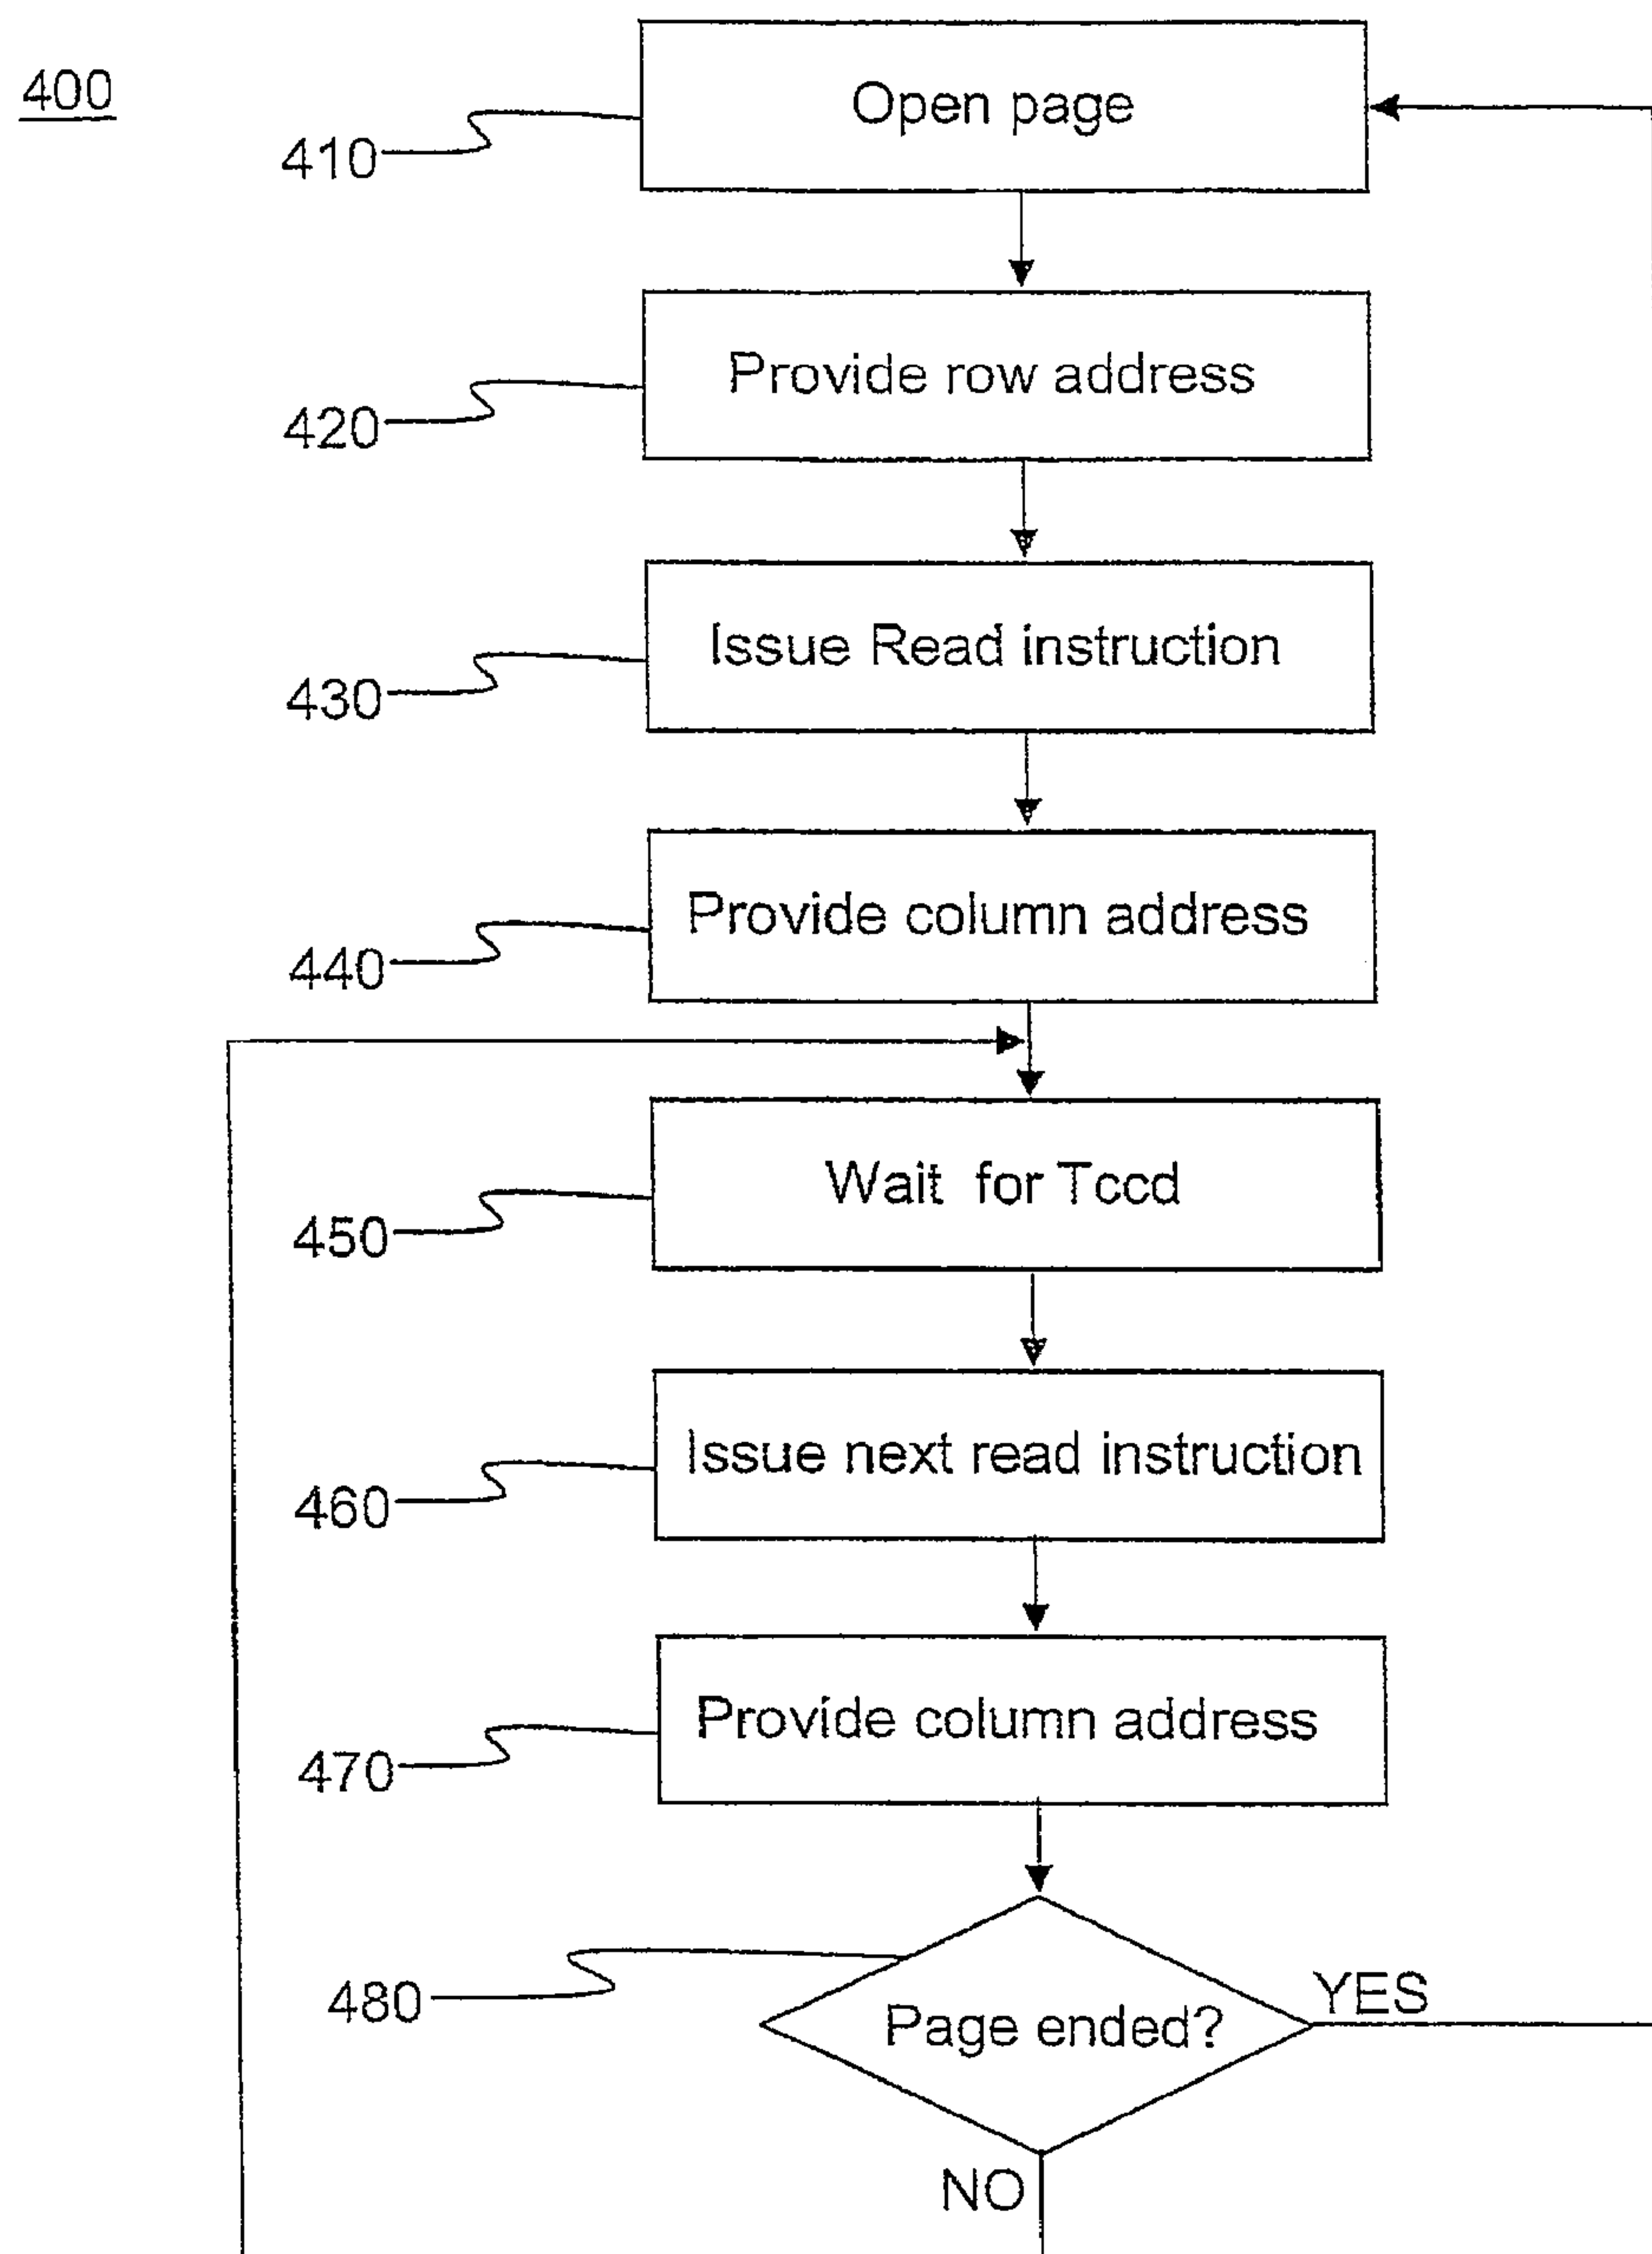 400
Open page
410
Provide row address
420
Issue Read instruction
430
Provide column address
440
Wait for Tccd
450
Issue next read instruction
460
Provide column address
470
Page ended?
480
YES
NO